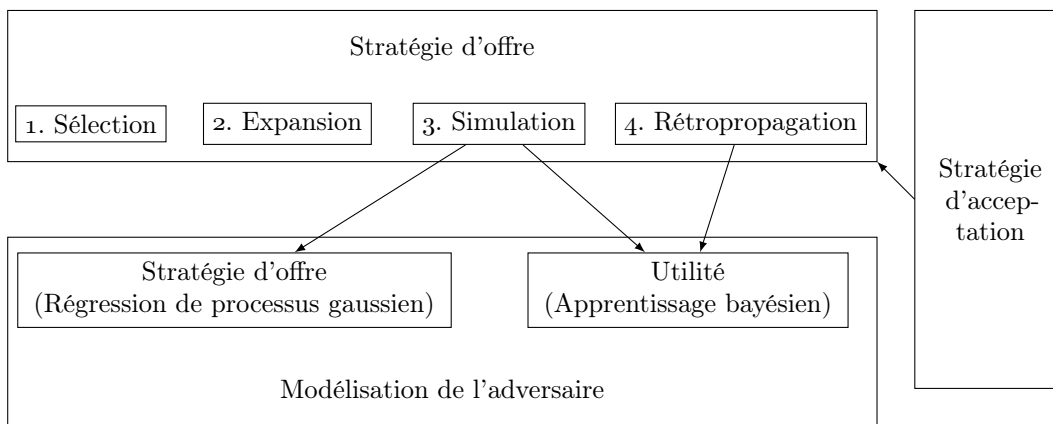 Stratégie d'offre
1. Sélection
2. Expansion
3. Simulation
4. Rétropropagation
Stratégie
d'accep-
tation
Stratégie d'offre
(Régression de processus gaussien)
Utilité
(Apprentissage bayésien)
Modélisation de l'adversaire